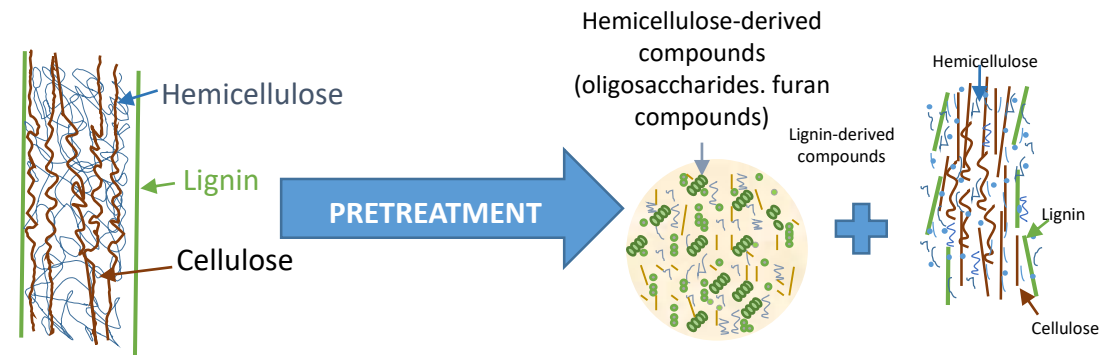 Hemicellulose
Lignin
Cellulose
PRETREATMENT
Hemicellulose-derived
compounds
(oligosaccharides. furan
compounds)
Lignin-derived
compounds
Hemicellulose
Lignin
Cellulose